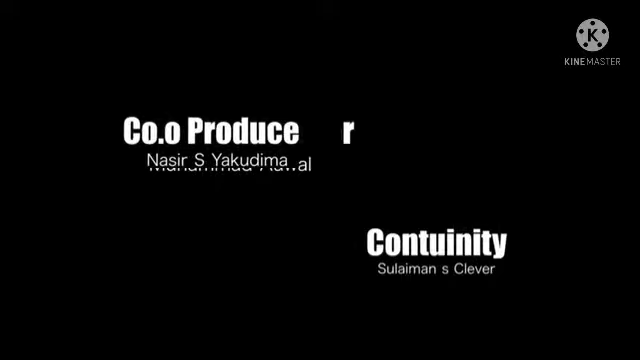 KINEMASTER
Co.o Produce r
Nasir S Yakudima
Contuinity
Sulaiman s Clever